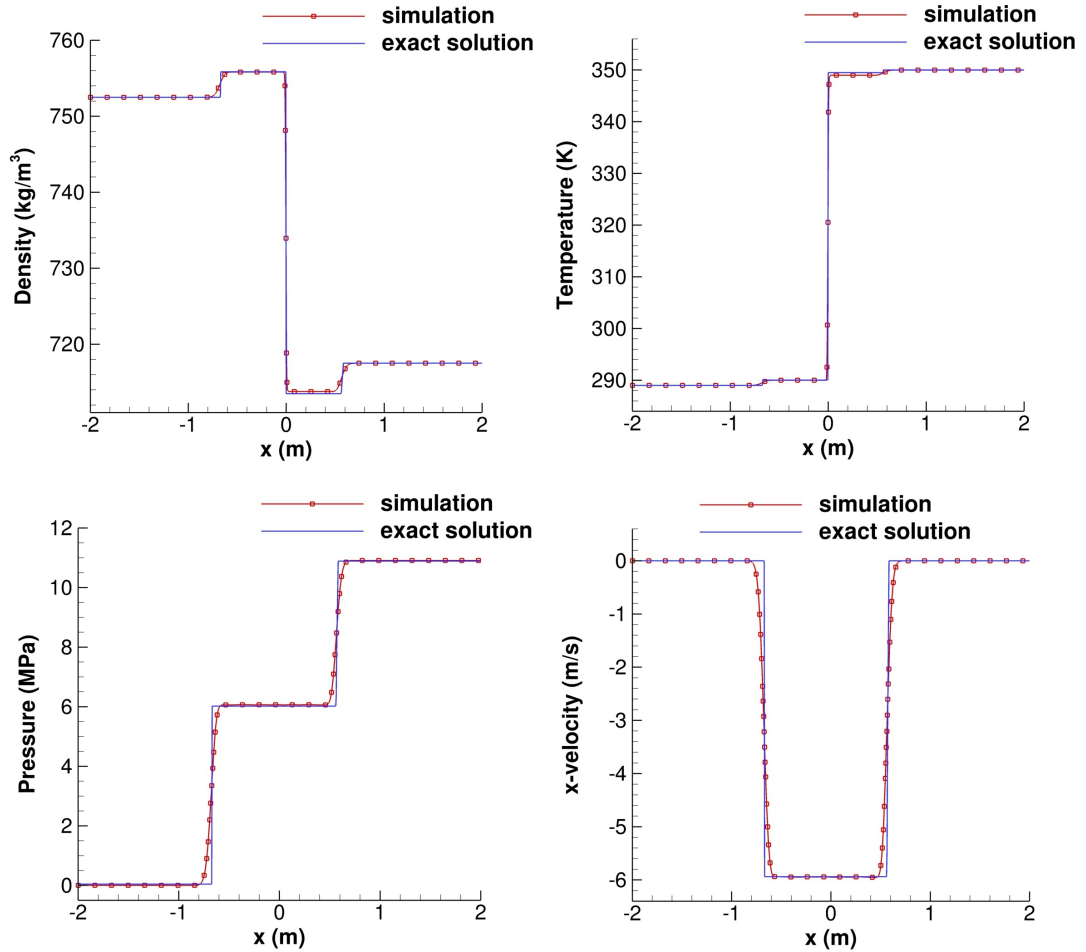 simulation
exact solution
760
750
740
730
720
Density (kg/m³)
-2 -1 0 1 2
x (m)
simulation
exact solution
350
340
330
320
310
300
290
Temperature (K)
-2 -1 0 1 2
x (m)
simulation
exact solution
12
10
8
6
4
2
0
Pressure (MPa)
-2 -1 0 1 2
x (m)
simulation
exact solution
0
-1
-2
-3
-4
-5
-6
x-velocity (m/s)
-2 -1 0 1 2
x (m)